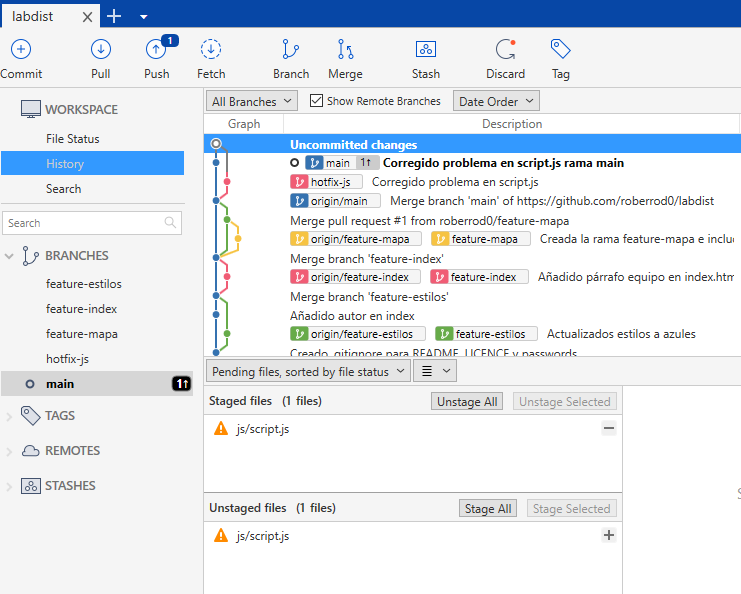 labdist
1
Commit Pull Push Fetch Branch Merge Stash Discard Tag
WORKSPACE
File Status
History
Search
Search
BRANCHES
feature-estilos
feature-index
feature-mapa
hotfix-js
main 1↑
TAGS
REMOTES
STASHES
All Branches Show Remote Branches Date Order
Graph Description
Uncommitted changes
main 1↑ Corregido problema en script.js rama main
hotfix-js Corregido problema en script.js
origin/main Merge branch 'main' of https://github.com/roberrod0/labdist
Merge pull request #1 from roberrod0/feature-mapa
origin/feature-mapa feature-mapa Creada la rama feature-mapa e inclu
Merge branch 'feature-index'
origin/feature-index feature-index Añadido párrafo equipo en index.htm
Merge branch 'feature-estilos'
Añadido autor en index
origin/feature-estilos feature-estilos Actualizados estilos a azules
Creado .gitignore para README, LICENCE y passwords
Pending files, sorted by file status
Staged files (1 files) Unstage All Unstage Selected
js/script.js
Unstaged files (1 files) Stage All Stage Selected
js/script.js